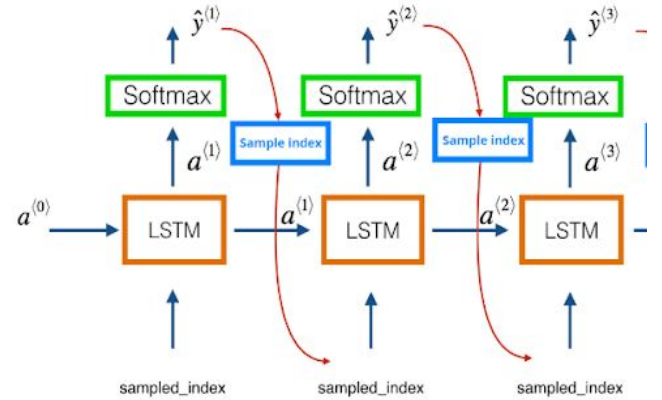 ŷ⟨1⟩ ŷ⟨2⟩ ŷ⟨3⟩
Softmax Softmax Softmax
Sample index Sample index
a⟨1⟩ a⟨2⟩ a⟨3⟩
a⟨0⟩ LSTM a⟨1⟩ LSTM a⟨2⟩ LSTM
sampled_index sampled_index sampled_index